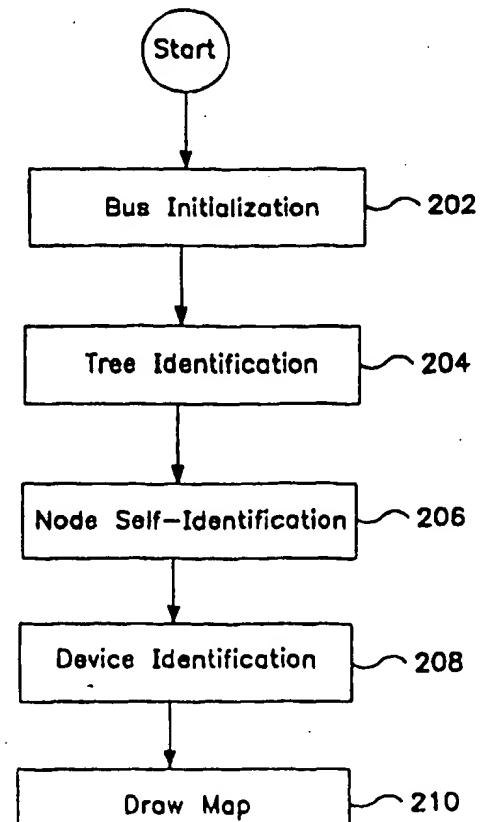 Start
Bus Initialization 202
Tree Identification 204
Node Self-Identification 206
Device Identification 208
Draw Map 210